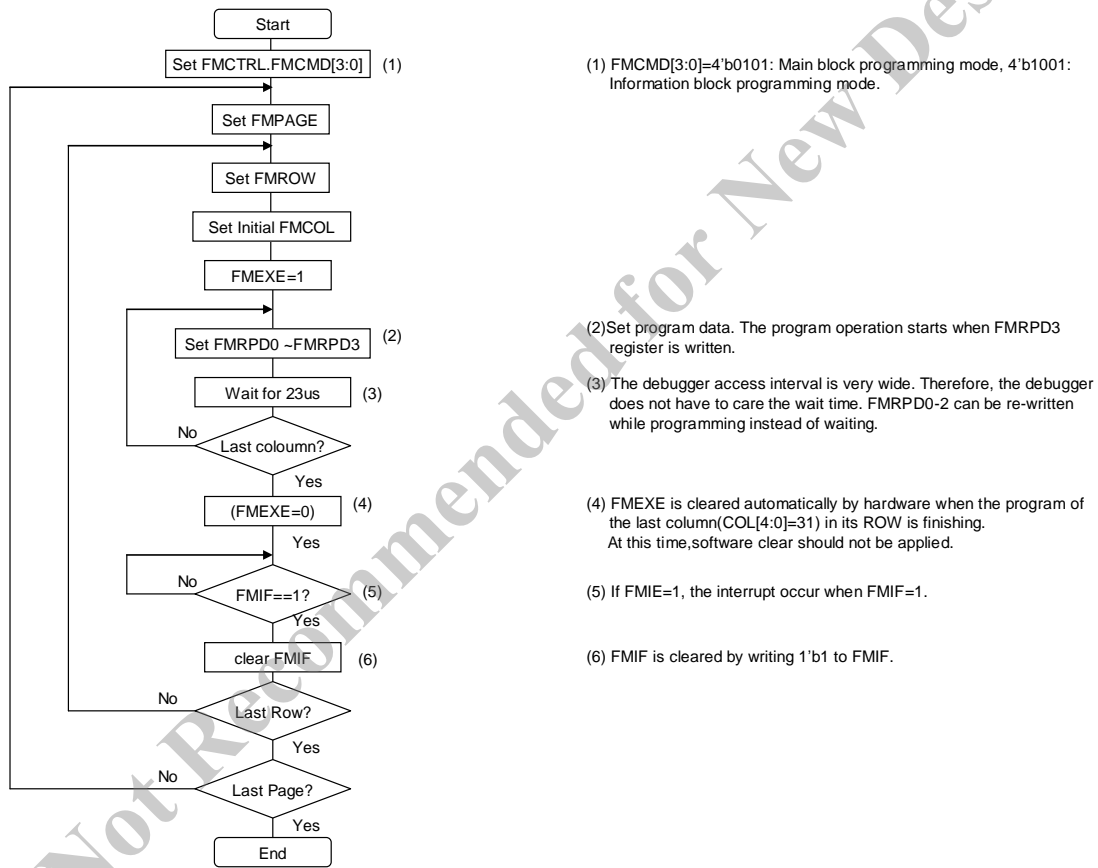 Start
Set FMCTRL.FMCMD[3:0]
(1)
Set FMPAGE
Set FMROW
Set Initial FMCOL
FMEXE=1
Set FMRPD0 ~FMRPD3
(2)
Wait for 23us
(3)
No
Last coloumn?
Yes
(FMEXE=0)
(4)
Yes
No
FMIF==1?
(5)
Yes
clear FMIF
(6)
No
Last Row?
Yes
No
Last Page?
Yes
End
(1) FMCMD[3:0]=4'b0101: Main block programming mode, 4'b1001:
Information block programming mode.
(2)Set program data. The program operation starts when FMRPD3
register is written.
(3) The debugger access interval is very wide. Therefore, the debugger
does not have to care the wait time. FMRPD0-2 can be re-written
while programming instead of waiting.
(4) FMEXE is cleared automatically by hardware when the program of
the last column(COL[4:0]=31) in its ROW is finishing.
At this time,software clear should not be applied.
(5) If FMIE=1, the interrupt occur when FMIF=1.
(6) FMIF is cleared by writing 1'b1 to FMIF.
Not Recommended for New Des